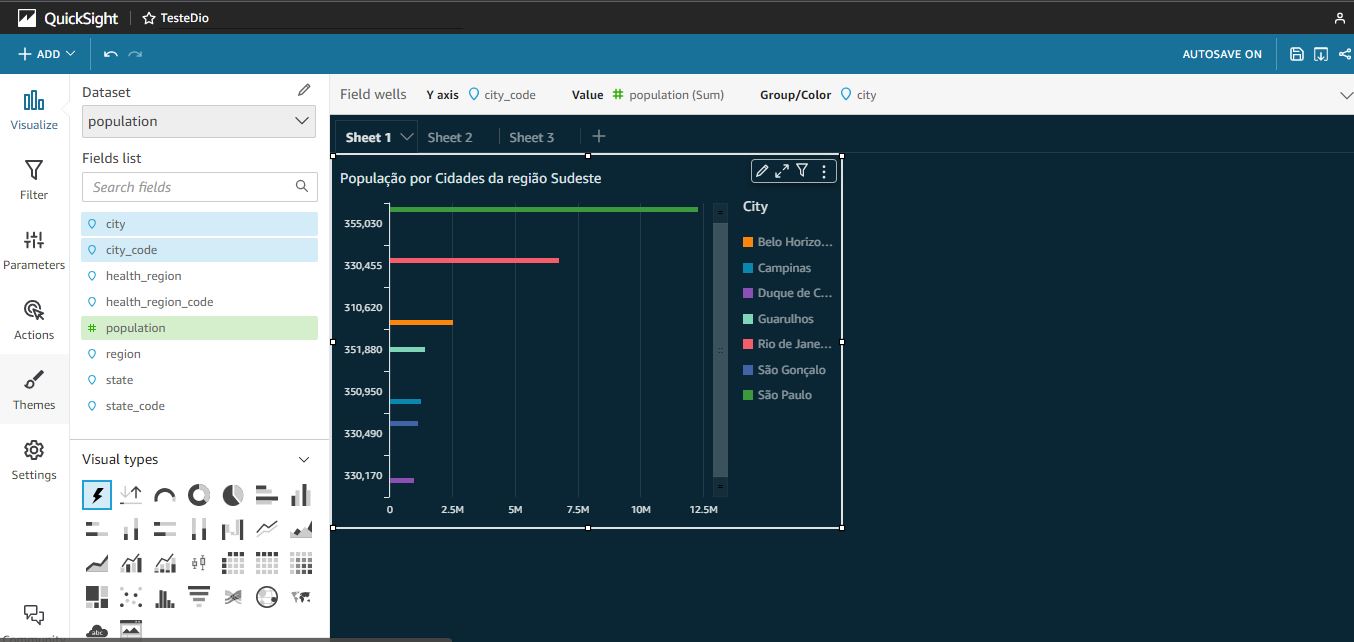 QuickSight TesteDio
ADD AUTOSAVE ON
Visualize
Filter
Parameters
Actions
Themes
Settings
Community
Dataset
population
Fields list
Search fields
city
city_code
health_region
health_region_code
population
region
state
state_code
Visual types
abc
Field wells Y axis city_code Value population (Sum) Group/Color city
Sheet 1 Sheet 2 Sheet 3
População por Cidades da região Sudeste
355,030
330,455
310,620
351,880
350,950
330,490
330,170
0 2.5M 5M 7.5M 10M 12.5M
City
Belo Horizo...
Campinas
Duque de C...
Guarulhos
Rio de Jane...
São Gonçalo
São Paulo